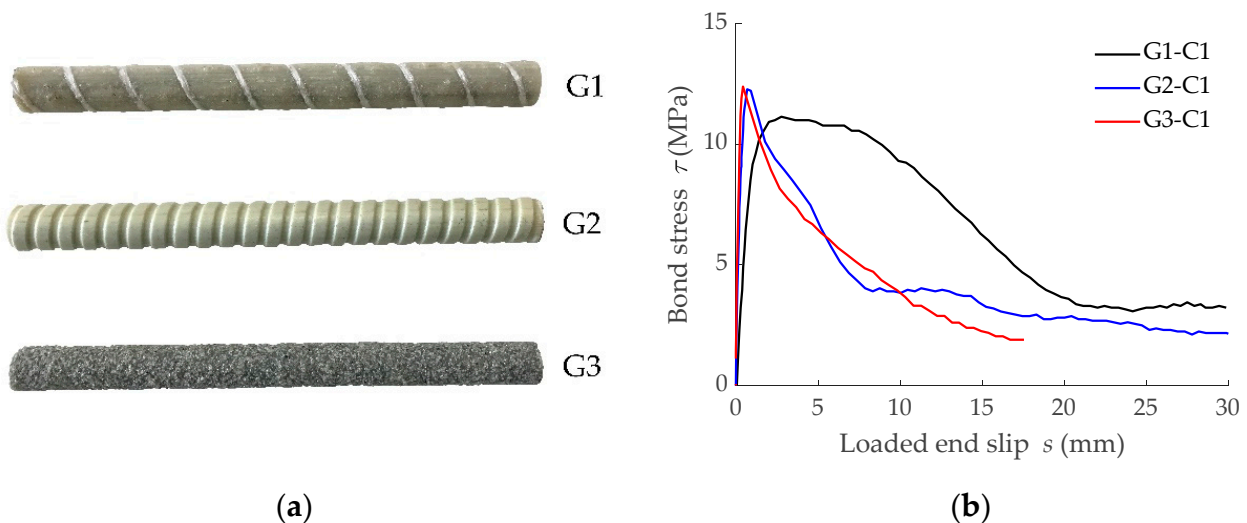 G1
G2
G3
(a)
15
10
5
0
Bond stress τ (MPa)
G1-C1
G2-C1
G3-C1
0 5 10 15 20 25 30
Loaded end slip s (mm)
(b)